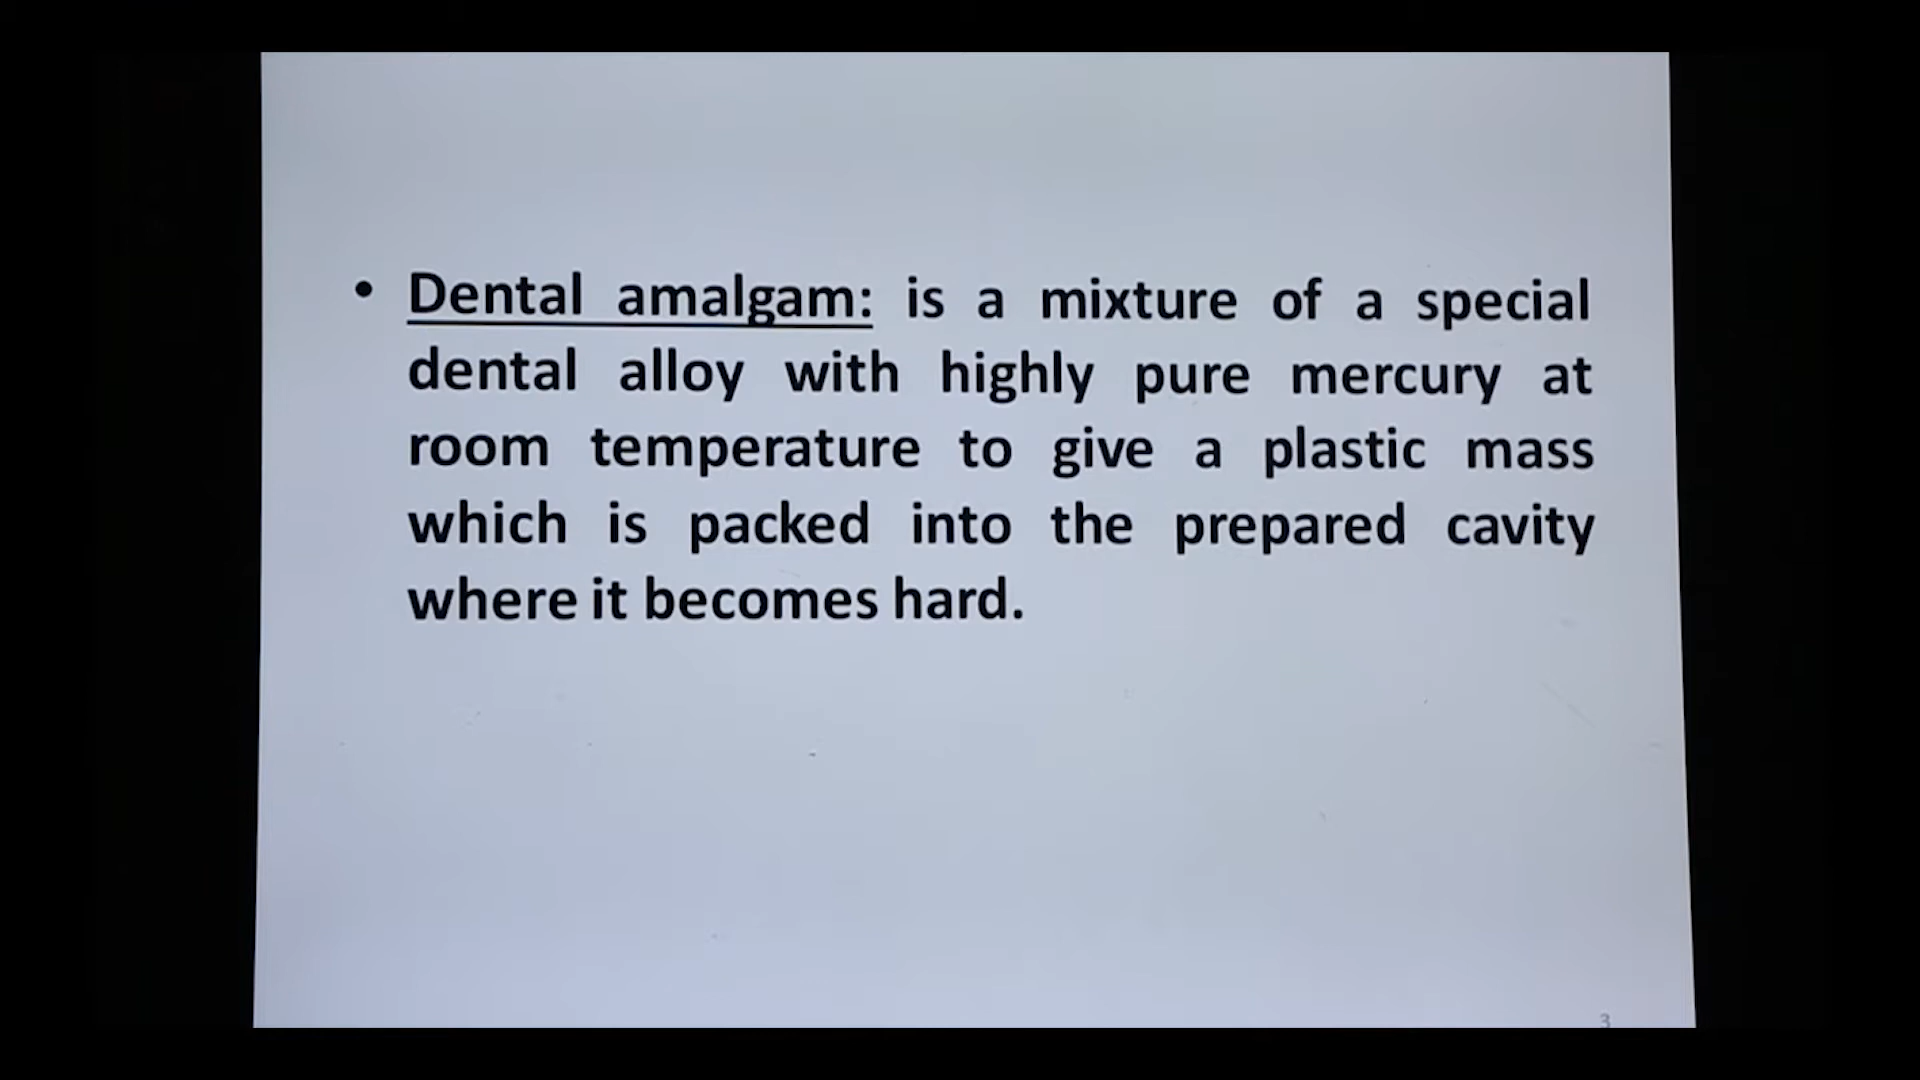 • Dental amalgam: is a mixture of a special
dental alloy with highly pure mercury at
room temperature to give a plastic mass
which is packed into the prepared cavity
where it becomes hard.
3